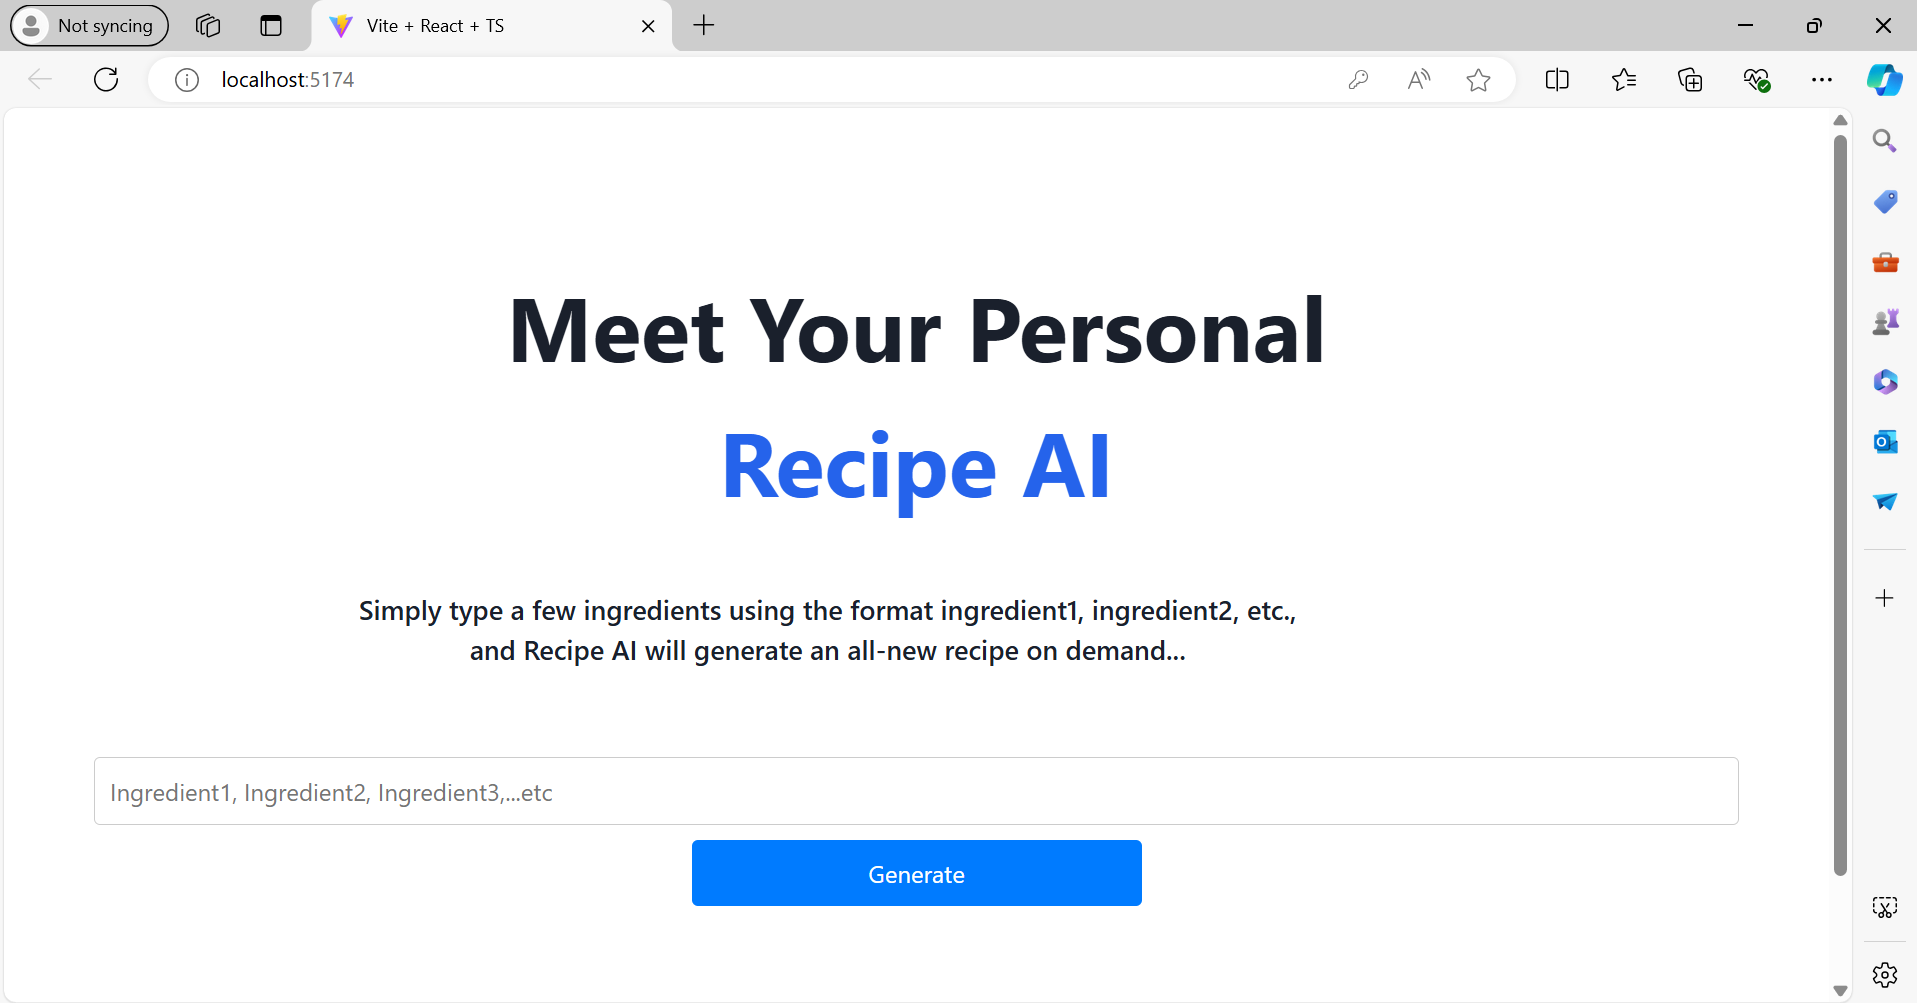 Not syncing
Vite + React + TS
localhost:5174
Meet Your Personal
Recipe AI
Simply type a few ingredients using the format ingredient1, ingredient2, etc.,
and Recipe AI will generate an all-new recipe on demand...
Ingredient1, Ingredient2, Ingredient3,...etc
Generate